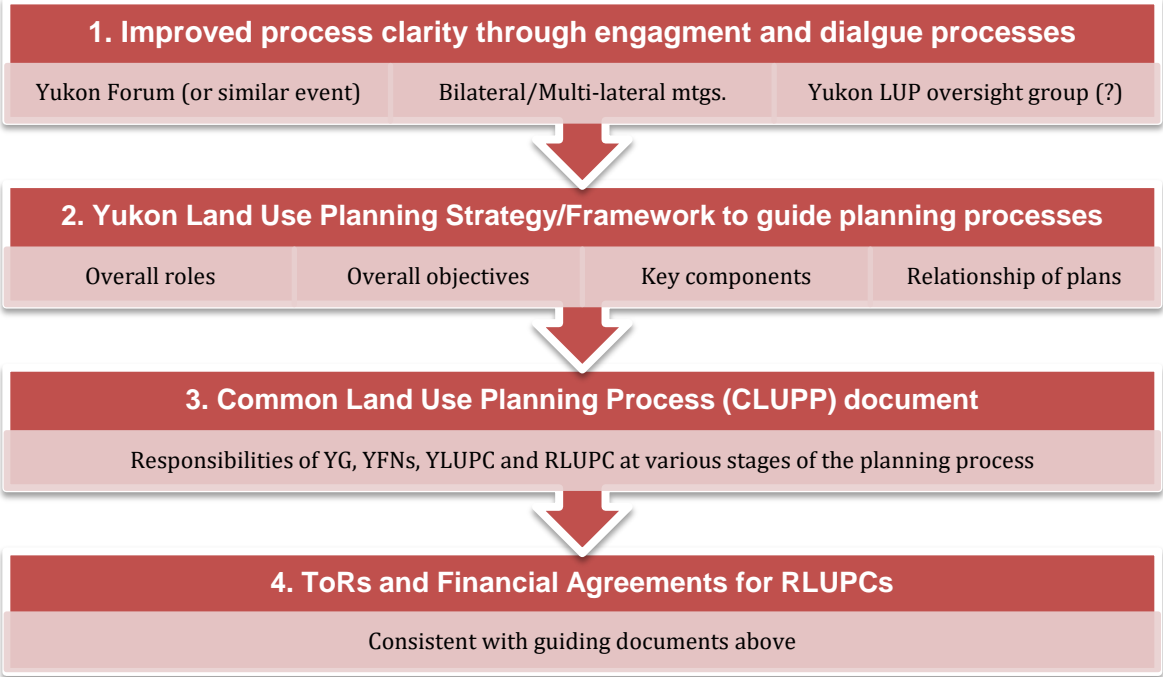 1. Improved process clarity through engagment and dialgue processes
Yukon Forum (or similar event)
Bilateral/Multi-lateral mtgs.
Yukon LUP oversight group (?)
2. Yukon Land Use Planning Strategy/Framework to guide planning processes
Overall roles
Overall objectives
Key components
Relationship of plans
3. Common Land Use Planning Process (CLUPP) document
Responsibilities of YG, YFNs, YLUPC and RLUPC at various stages of the planning process
4. ToRs and Financial Agreements for RLUPCs
Consistent with guiding documents above